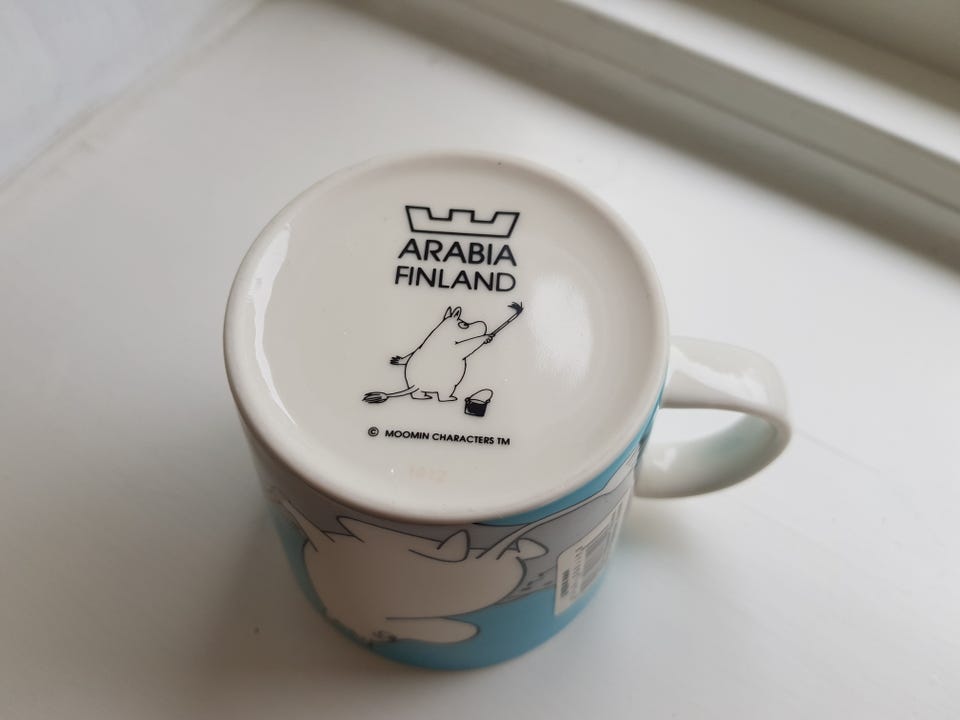 ARABIA
FINLAND
© MOOMIN CHARACTERS TM